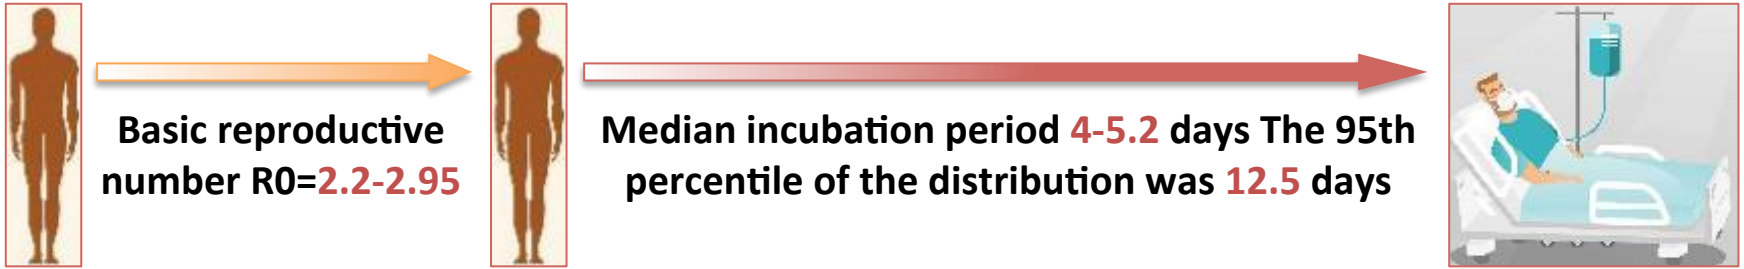 Basic reproductive
number R0=2.2-2.95
Median incubation period 4-5.2 days The 95th
percentile of the distribution was 12.5 days